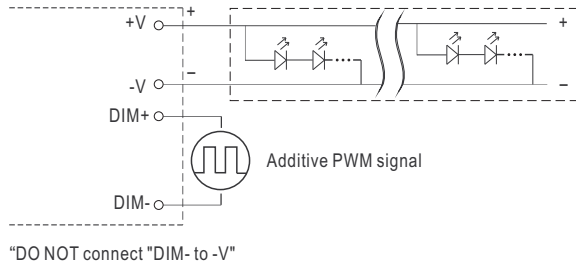 +V + +
-V − −
DIM+
Additive PWM signal
DIM-
“DO NOT connect "DIM- to -V"